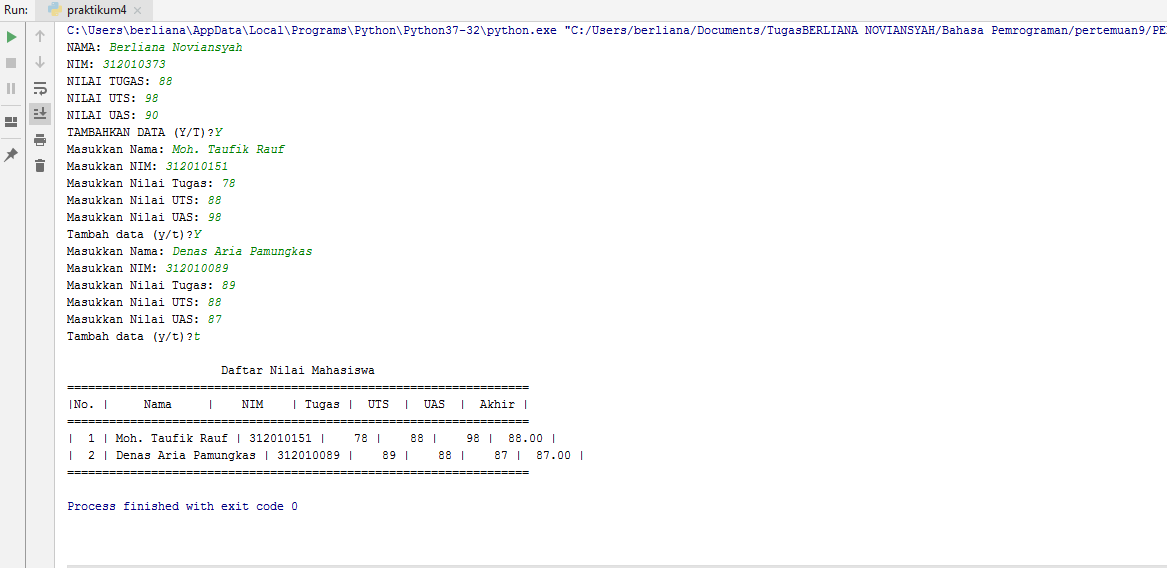 Run: praktikum4
C:\Users\berliana\AppData\Local\Programs\Python\Python37-32\python.exe "C:/Users/berliana/Documents/TugasBERLIANA NOVIANSYAH/Bahasa Pemrograman/pertemuan9/PE
NAMA: Berliana Noviansyah
NIM: 312010373
NILAI TUGAS: 88
NILAI UTS: 98
NILAI UAS: 90
TAMBAHKAN DATA (Y/T)?Y
Masukkan Nama: Moh. Taufik Rauf
Masukkan NIM: 312010151
Masukkan Nilai Tugas: 78
Masukkan Nilai UTS: 88
Masukkan Nilai UAS: 98
Tambah data (y/t)?Y
Masukkan Nama: Denas Aria Pamungkas
Masukkan NIM: 312010089
Masukkan Nilai Tugas: 89
Masukkan Nilai UTS: 88
Masukkan Nilai UAS: 87
Tambah data (y/t)?t
Daftar Nilai Mahasiswa
==================================================================
|No. |     Nama     |    NIM    | Tugas |  UTS  |  UAS  |  Akhir |
==================================================================
|  1 | Moh. Taufik Rauf | 312010151 |    78 |    88 |    98 |  88.00 |
|  2 | Denas Aria Pamungkas | 312010089 |    89 |    88 |    87 |  87.00 |
==================================================================
Process finished with exit code 0